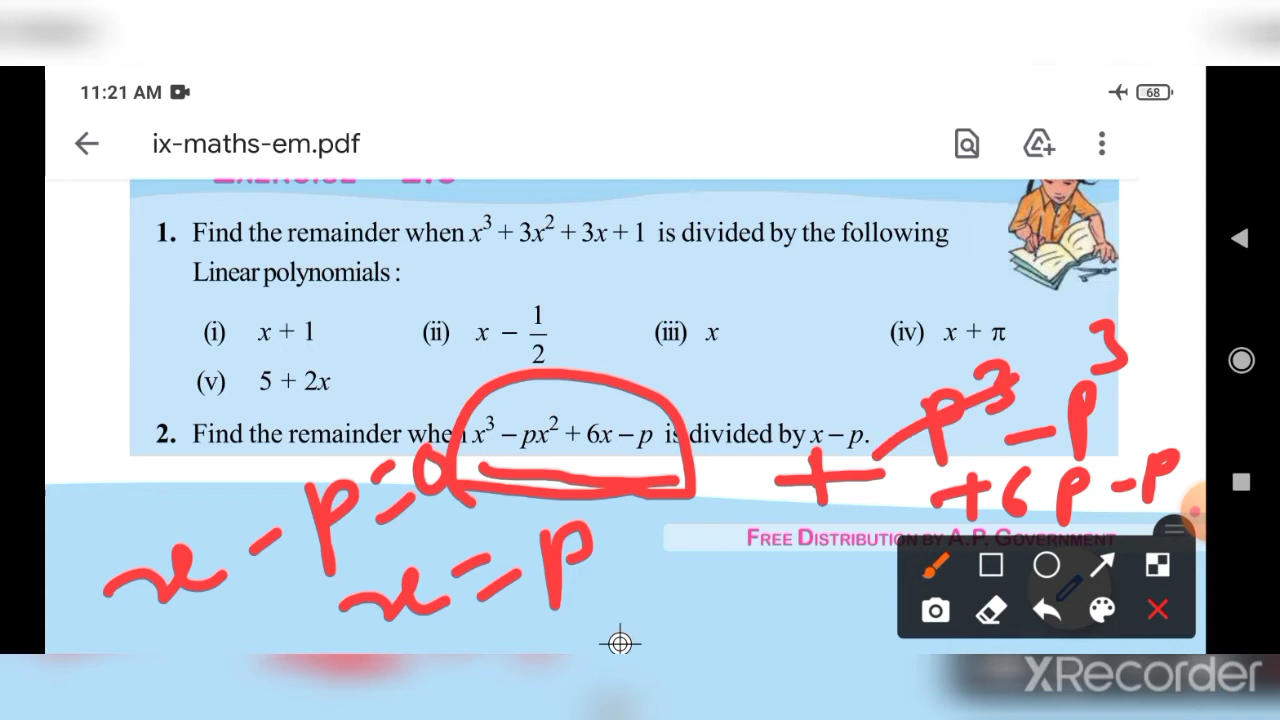 11:21 AM 68
ix-maths-em.pdf
1. Find the remainder when x³ + 3x² + 3x + 1 is divided by the following
Linear polynomials :
(i) x + 1 (ii) x − 1/2 (iii) x (iv) x + π
(v) 5 + 2x
2. Find the remainder when x³ − px² + 6x − p is divided by x − p.
p³ − p³
+ 6p − p
x − p = 0
x = p
FREE DISTRIBUTION BY A.P. GOVERNMENT
XRecorder